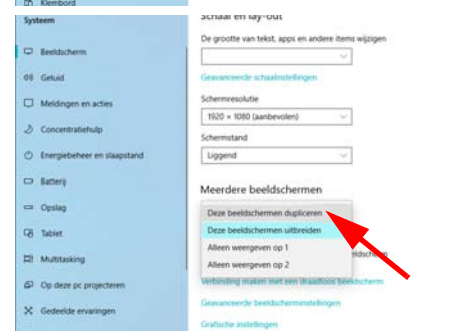 Klembord
Systeem
Beeldscherm
Geluid
Meldingen en acties
Concentratiehulp
Energiebeheer en slaapstand
Batterij
Opslag
Tablet
Multitasking
Op deze pc projecteren
Gedeelde ervaringen
Schaal en lay-out
De grootte van tekst, apps en andere items wijzigen
Geavanceerde schaalinstellingen
Schermresolutie
1920 × 1080 (aanbevolen)
Schermstand
Liggend
Meerdere beeldschermen
Deze beeldschermen dupliceren
Deze beeldschermen uitbreiden
Alleen weergeven op 1
Alleen weergeven op 2
Verbinding maken met een draadloos beeldscherm
Geavanceerde beeldscherminstellingen
Grafische instellingen